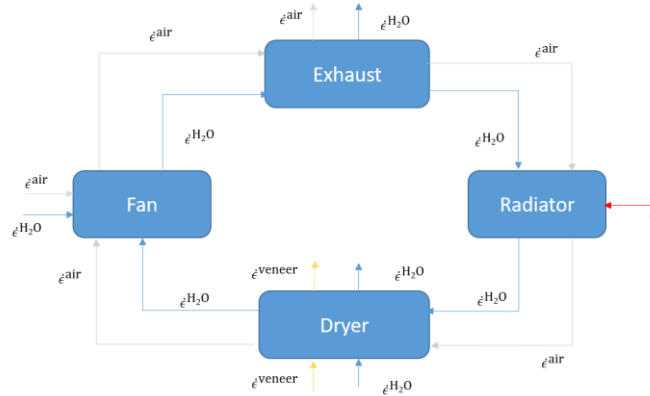 ε̇^air
ε̇^H₂O
ε̇^air
Exhaust
ε̇^air
ε̇^H₂O
ε̇^H₂O
ε̇^air
Fan
Radiator
ε̇^H₂O
ε̇^air
ε̇^veneer
ε̇^H₂O
ε̇^H₂O
ε̇^H₂O
Dryer
ε̇^air
ε̇^veneer
ε̇^H₂O